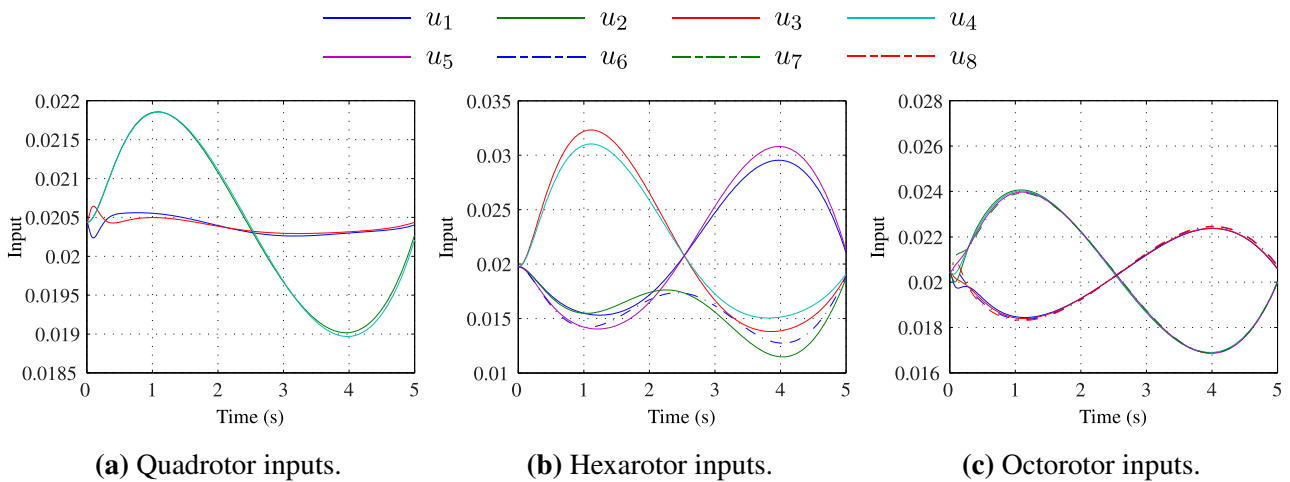 u1 u2 u3 u4
u5 u6 u7 u8
0.022
0.0215
0.021
0.0205
0.02
0.0195
0.019
0.0185
Input
0 1 2 3 4 5
Time (s)
(a) Quadrotor inputs.
0.035
0.03
0.025
0.02
0.015
0.01
Input
0 1 2 3 4 5
Time (s)
(b) Hexarotor inputs.
0.028
0.026
0.024
0.022
0.02
0.018
0.016
Input
0 1 2 3 4 5
Time (s)
(c) Octorotor inputs.